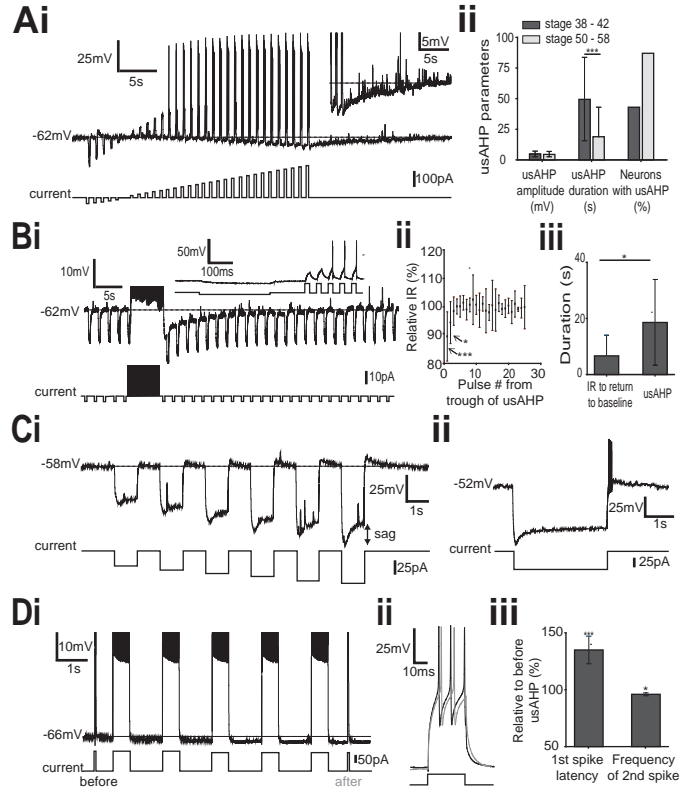 Ai
25mV
5s
5mV
5s
-62mV
current
100pA
ii
stage 38 - 42
stage 50 - 58
usAHP parameters
100
75
50
25
0
***
usAHP amplitude (mV)
usAHP duration (s)
Neurons with usAHP (%)
Bi
10mV
5s
50mV
100ms
-62mV
current
10pA
ii
Relative IR (%)
120
110
100
90
80
*
***
0
10
20
30
Pulse # from
trough of usAHP
iii
Duration (s)
40
20
0
*
IR to return
to baseline
usAHP
Ci
-58mV
25mV
1s
sag
current
25pA
ii
-52mV
25mV
1s
current
25pA
Di
10mV
1s
-66mV
current
50pA
before
after
ii
25mV
10ms
iii
Relative to before
usAHP (%)
150
100
50
***
*
1st spike
latency
Frequency
of 2nd spike